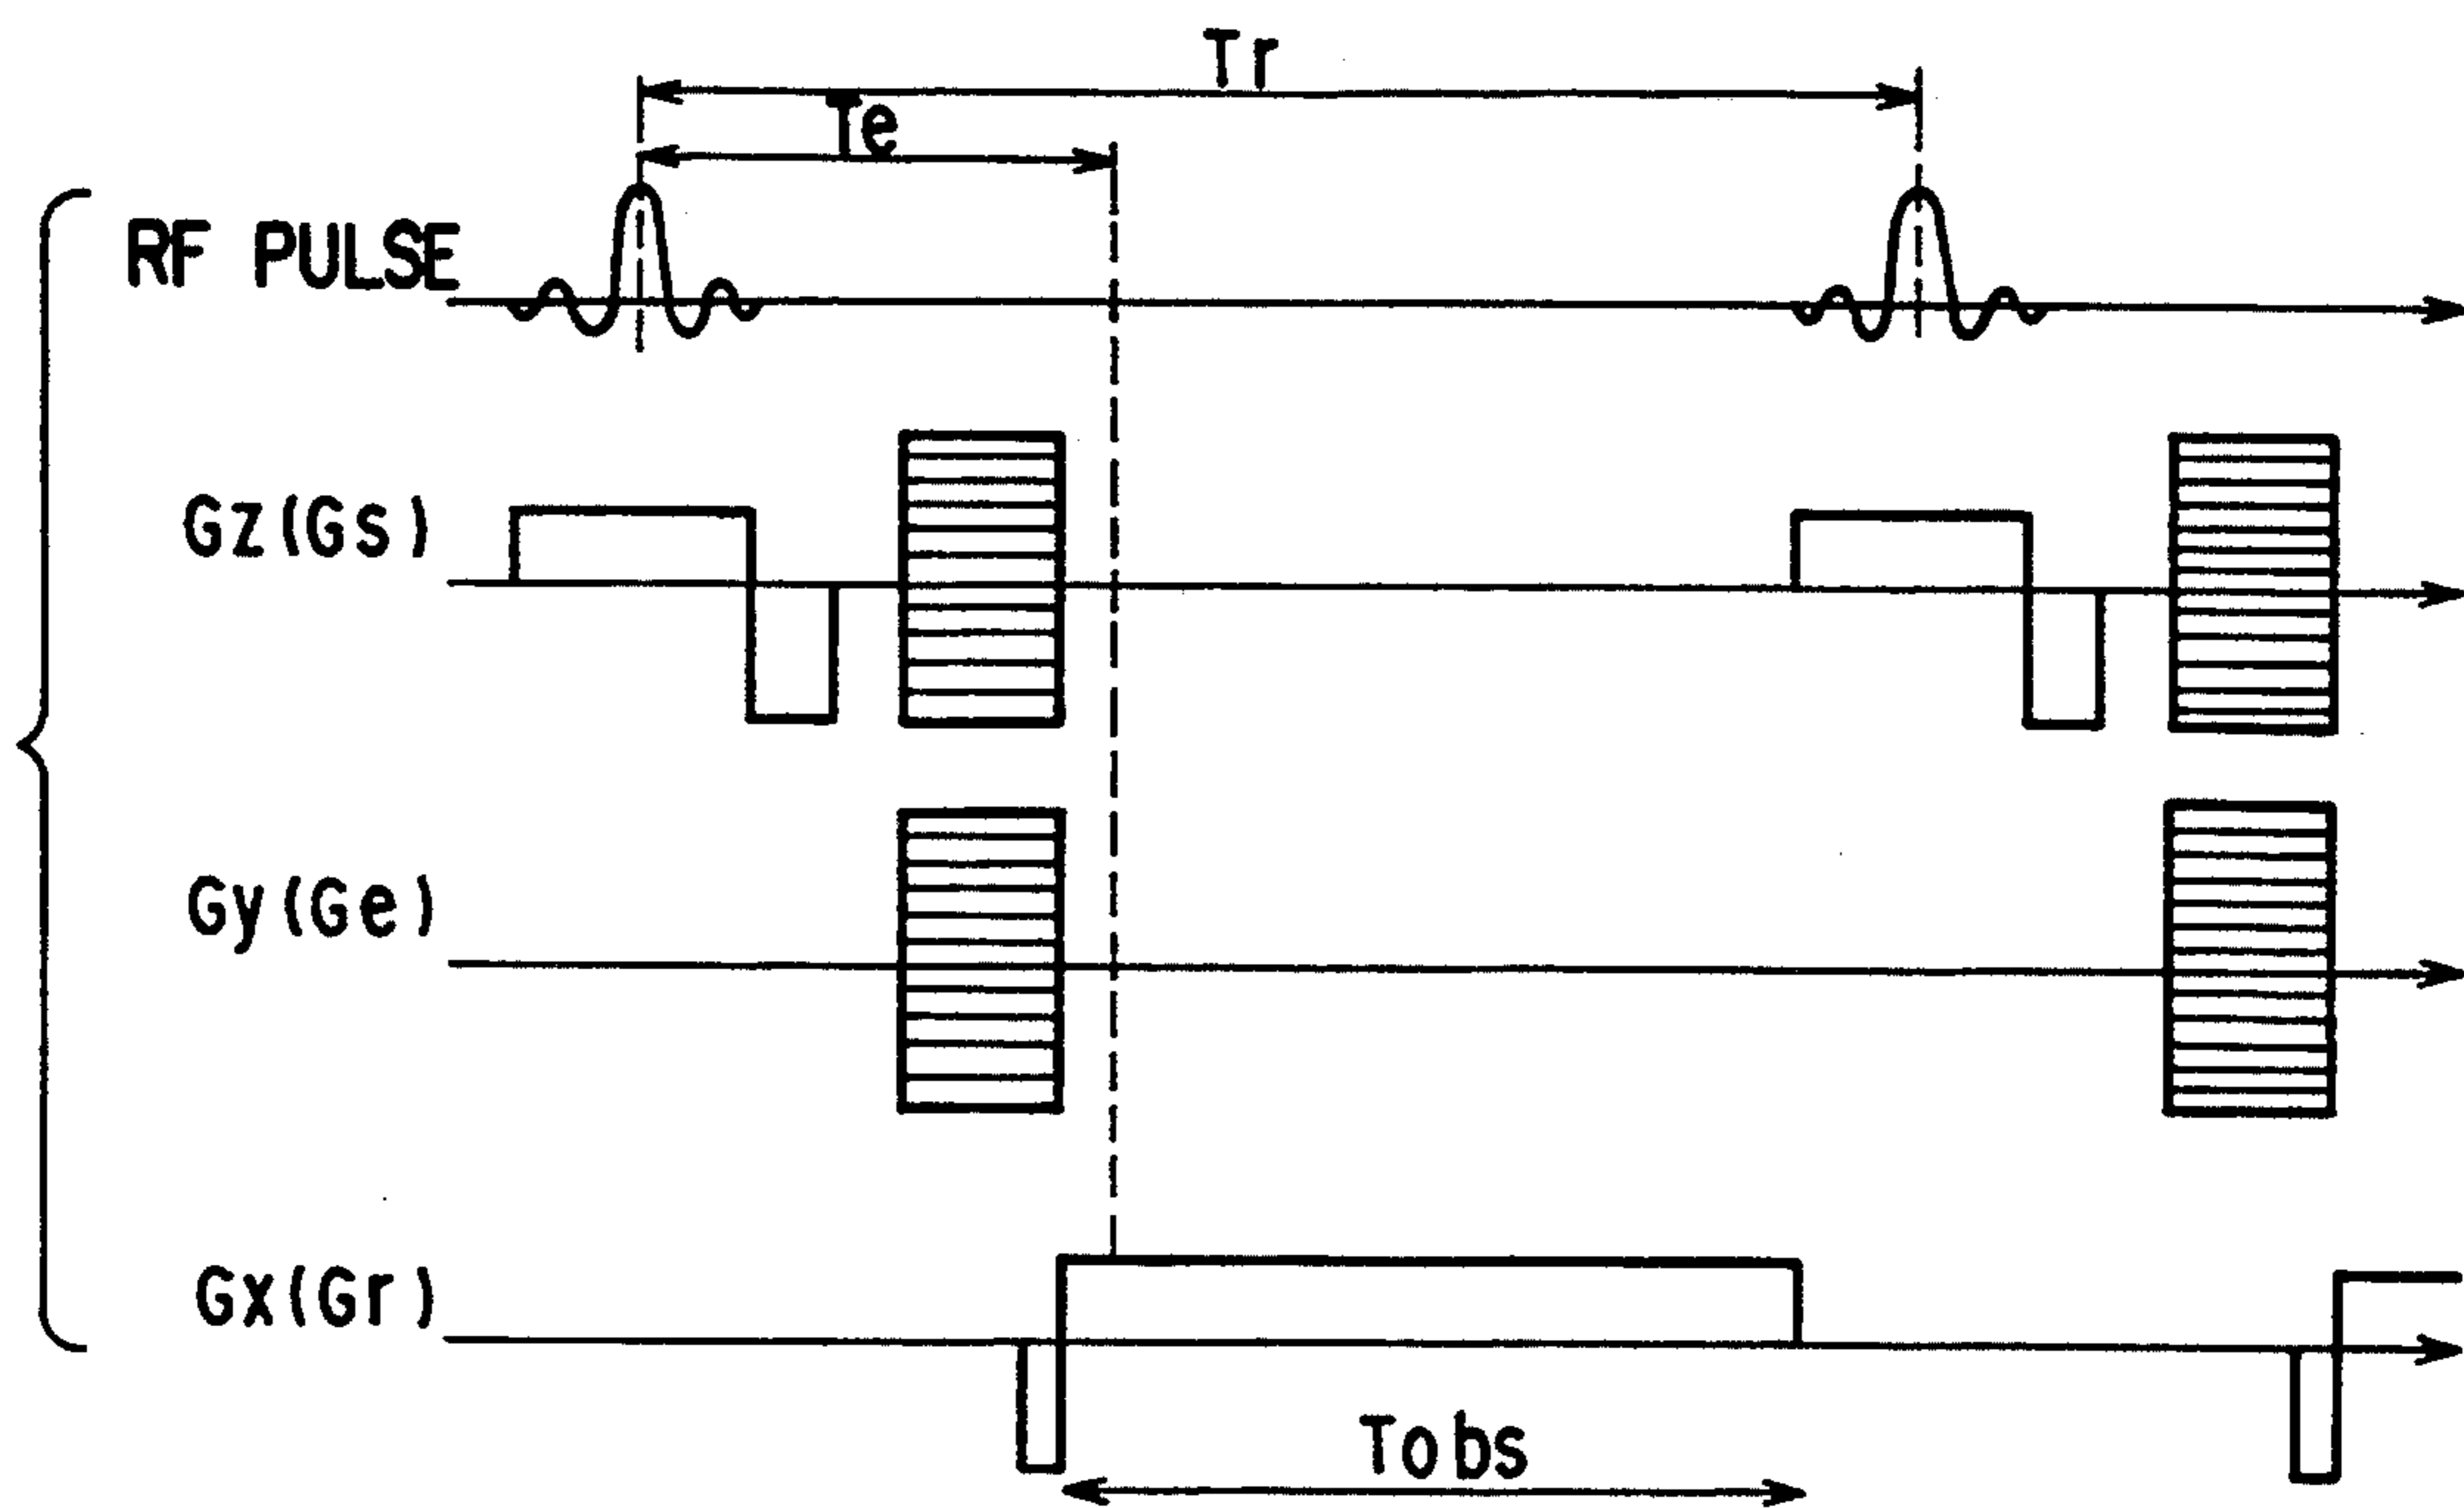 Tr
Te
RF PULSE
Gz(Gs)
Gy(Ge)
Gx(Gr)
Tobs